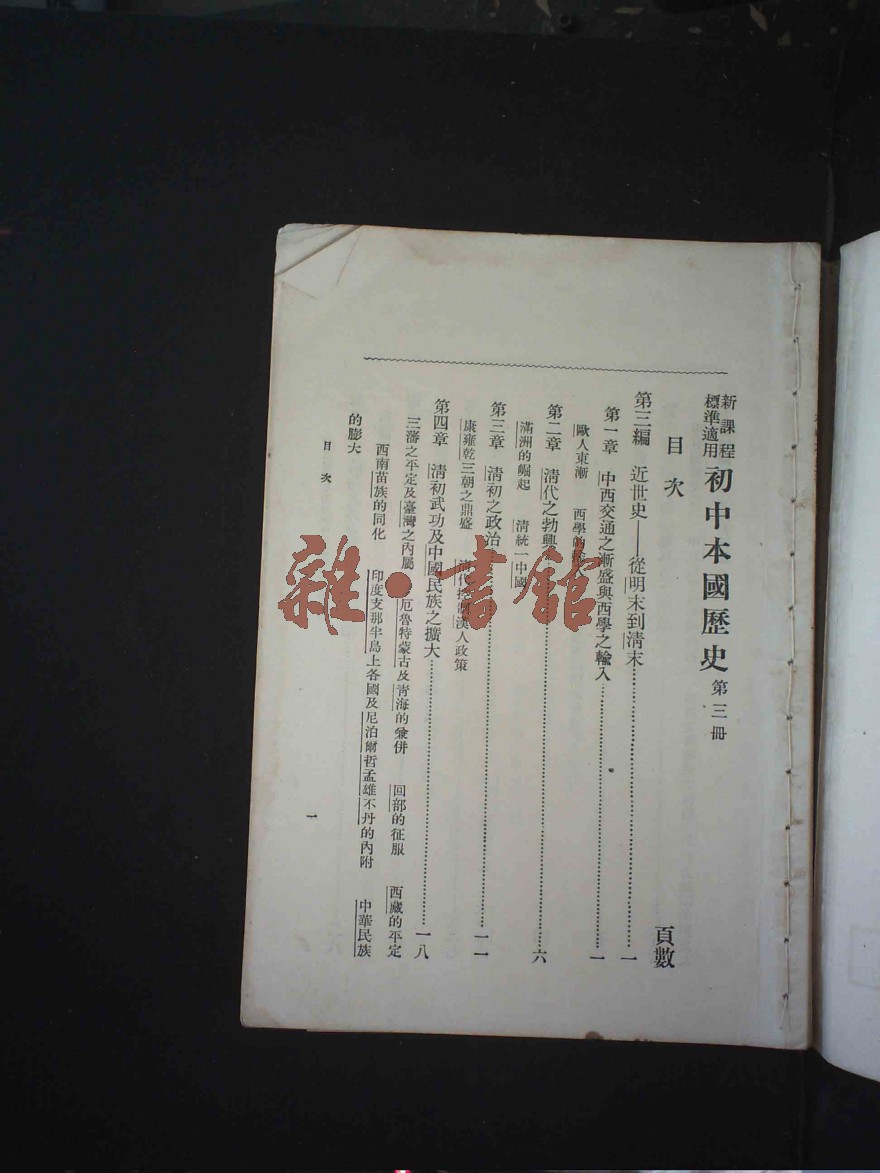 新課程標準適用 初中本國歷史 第三冊
目次
頁數
第三編 近世史——從明末到清末……一
第一章 中西交通之漸盛與西學之輸入……一
歐人東漸 西學的
第二章 清代之勃興……六
滿洲的崛起 清統一中國
第三章 清初之政治……一一
康雍乾三朝之鼎盛 清代控制漢人政策
第四章 清初武功及中國民族之擴大……一八
三藩之平定及臺灣之內屬 厄魯特蒙古及青海的兼併 回部的征服 西藏的平定
西南苗族的同化 印度支那半島上各國及尼泊爾哲孟雄不丹的內附 中華民族
的膨大
目次
一
雜·書館